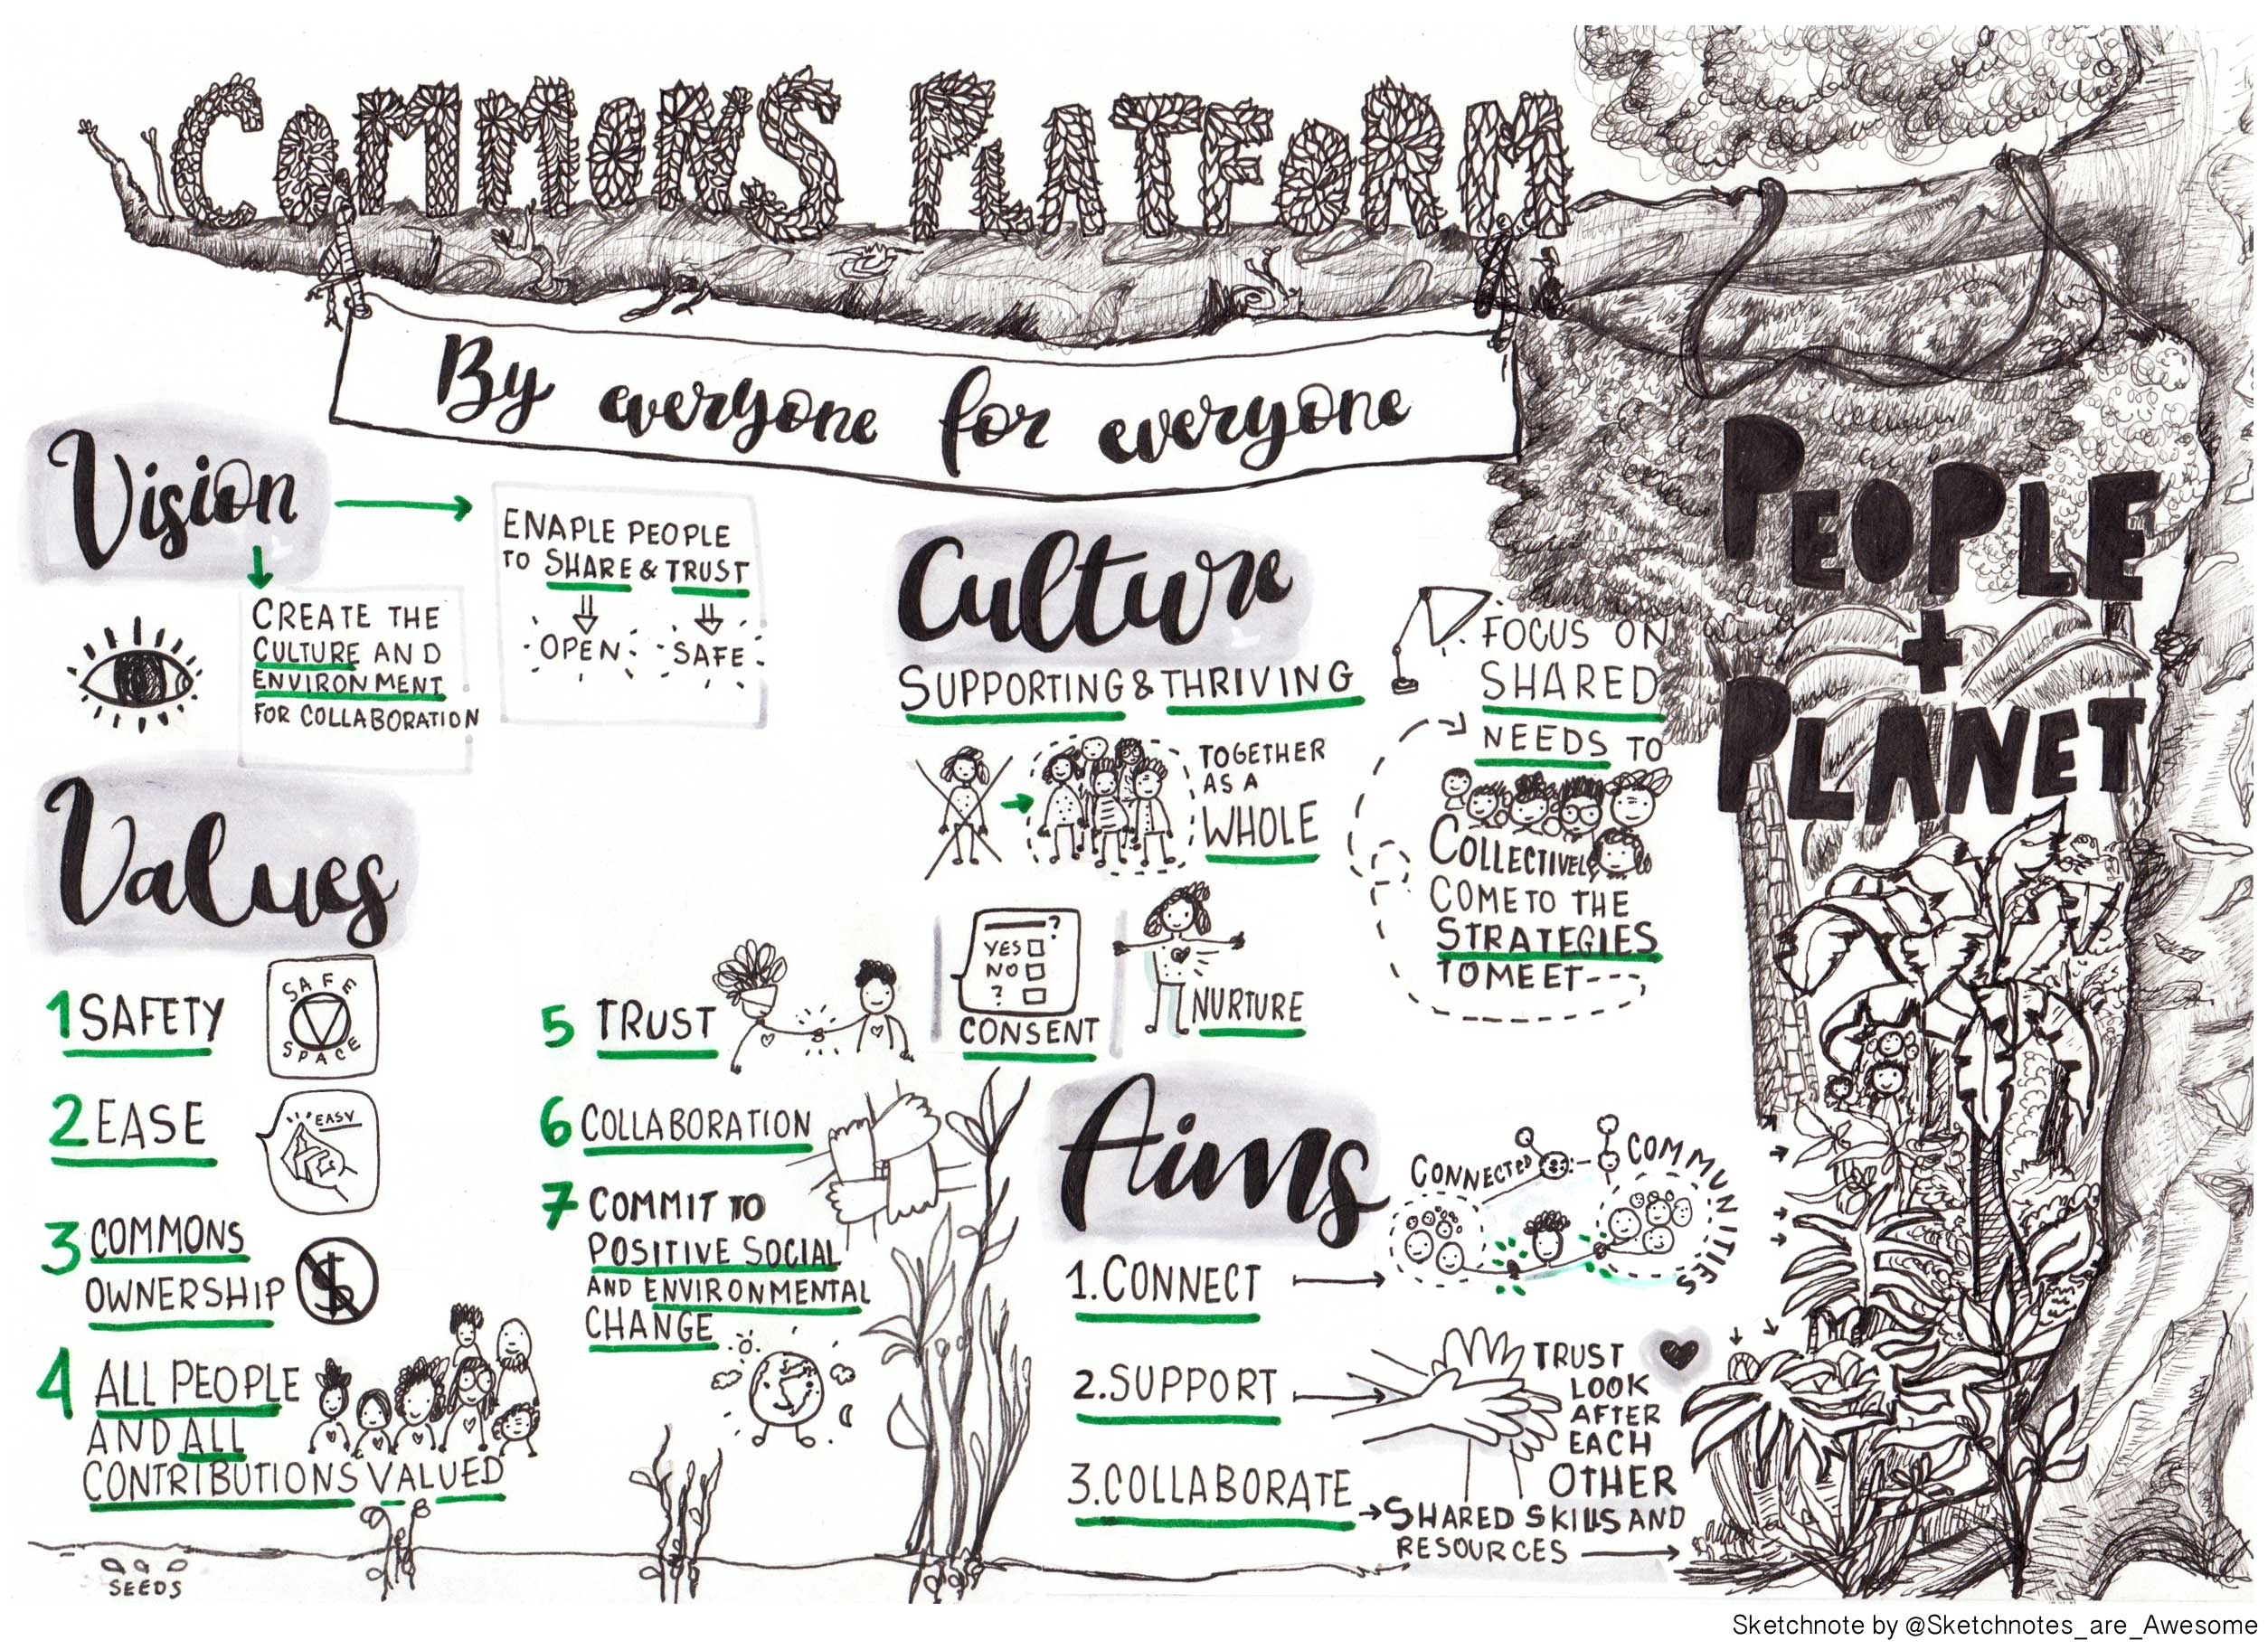 COMMONS PLATFORM
By everyone for everyone
PEOPLE
+
PLANET
Vision
ENAPLE PEOPLE
TO SHARE & TRUST
OPEN
SAFE
CREATE THE
CULTURE AND
ENVIRONMENT
FOR COLLABORATION
Values
1 SAFETY
SAFE
SPACE
2 EASE
EASY
3 COMMONS
OWNERSHIP
$
4 ALL PEOPLE
AND ALL
CONTRIBUTIONS VALUED
5 TRUST
6 COLLABORATION
7 COMMIT TO
POSITIVE SOCIAL
AND ENVIRONMENTAL
CHANGE
SEEDS
Culture
SUPPORTING & THRIVING
TOGETHER
AS A
WHOLE
?
YES
NO
?
CONSENT
NURTURE
FOCUS ON
SHARED
NEEDS TO
COLLECTIVELY
COME TO THE
STRATEGIES
TO MEET
Aims
1. CONNECT
CONNECTED
COMMUNITIES
2. SUPPORT
TRUST
LOOK
AFTER
EACH
OTHER
3. COLLABORATE
SHARED SKILLS AND
RESOURCES
Sketchnote by @Sketchnotes_are_Awesome